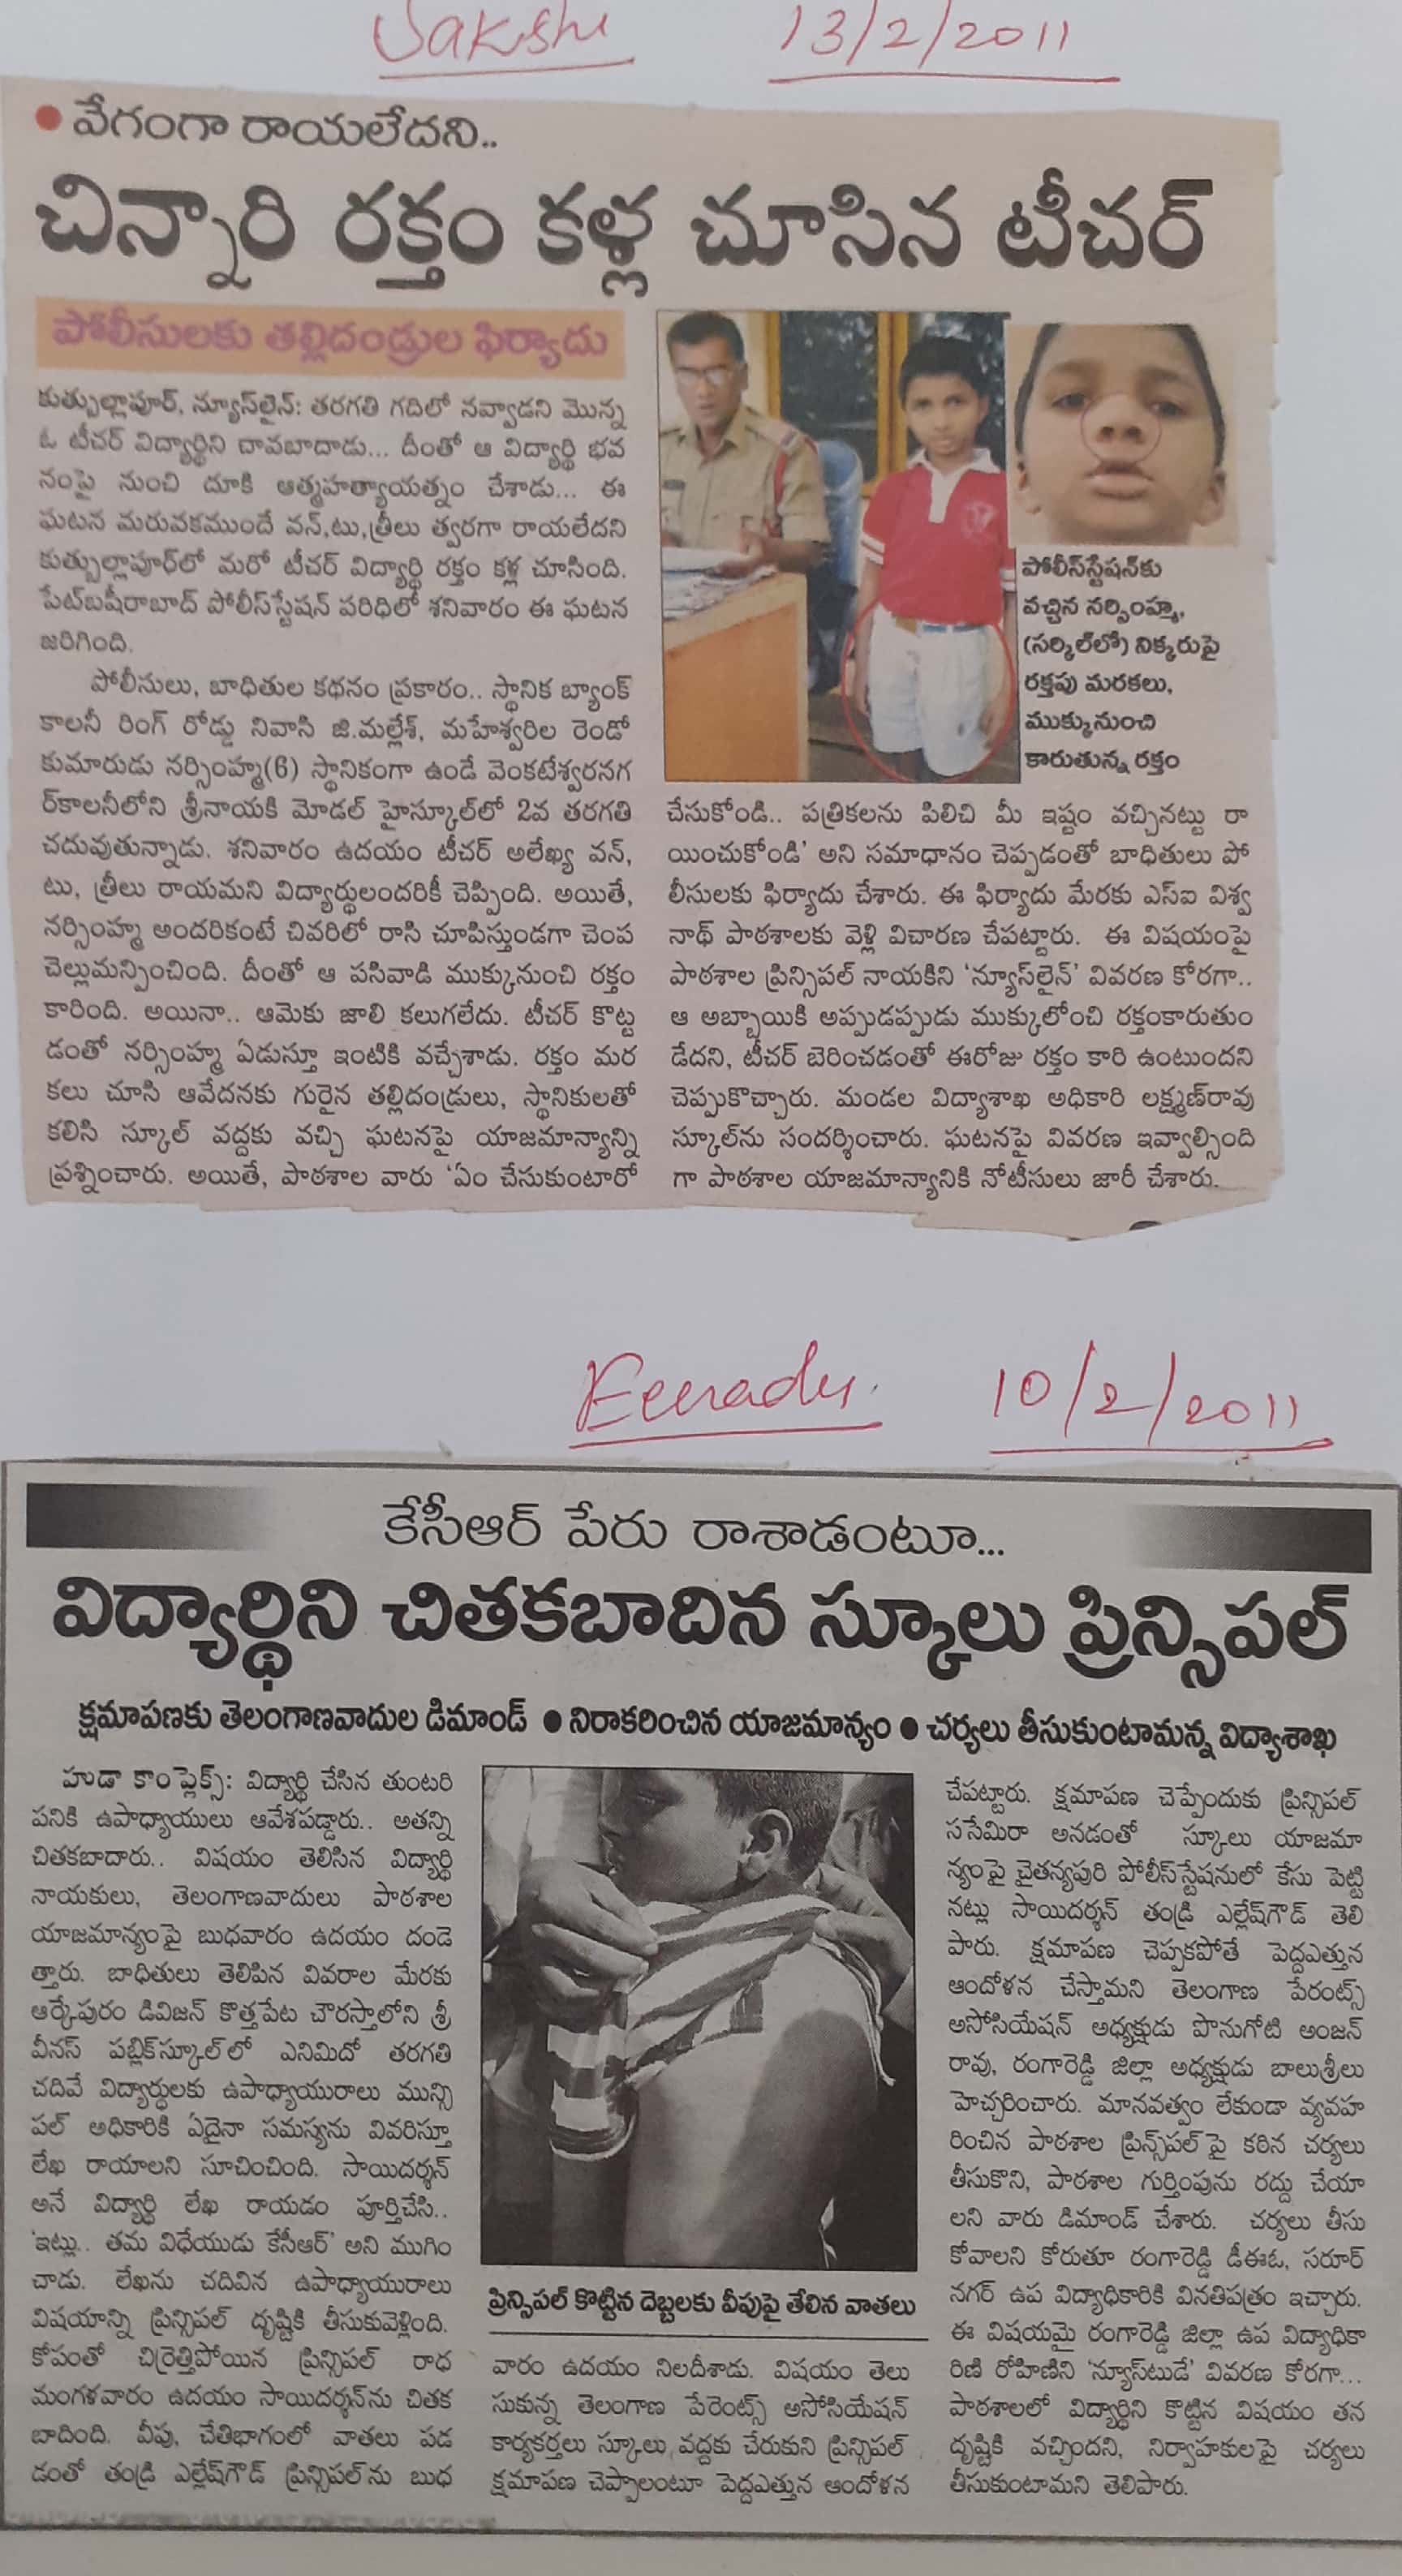 Sakshi 13/2/2011
• వేగంగా రాయలేదని..
చిన్నారి రక్తం కళ్ల చూసిన టీచర్
పోలీసులకు తల్లిదండ్రుల ఫిర్యాదు
కుత్బుల్లాపూర్, న్యూస్‌లైన్: తరగతి గదిలో నవ్వాడని మొన్న
ఓ టీచర్ విద్యార్థిని చావబాదాడు... దీంతో ఆ విద్యార్థి భవ
నంపై నుంచి దూకి ఆత్మహత్యాయత్నం చేశాడు... ఈ
ఘటన మరువకముందే వన్,టు,త్రీలు త్వరగా రాయలేదని
కుత్బుల్లాపూర్‌లో మరో టీచర్ విద్యార్థి రక్తం కళ్ల చూసింది.
పేట్‌బషీరాబాద్ పోలీస్‌స్టేషన్ పరిధిలో శనివారం ఈ ఘటన
జరిగింది.
పోలీసులు, బాధితుల కథనం ప్రకారం.. స్థానిక బ్యాంక్
కాలనీ రింగ్ రోడ్డు నివాసి జి.మల్లేశ్, మహేశ్వరిల రెండో
కుమారుడు నర్సింహ్మ(6) స్థానికంగా ఉండే వెంకటేశ్వరనగ
ర్‌కాలనీలోని శ్రీనాయకి మోడల్ హైస్కూల్‌లో 2వ తరగతి
చదువుతున్నాడు. శనివారం ఉదయం టీచర్ అలేఖ్య వన్,
టు, త్రీలు రాయమని విద్యార్థులందరికీ చెప్పింది. అయితే,
నర్సింహ్మ అందరికంటే చివరిలో రాసి చూపిస్తుండగా చెంప
చెల్లుమన్పించింది. దీంతో ఆ పసివాడి ముక్కునుంచి రక్తం
కారింది. అయినా.. ఆమెకు జాలి కలుగలేదు. టీచర్ కొట్ట
డంతో నర్సింహ్మ ఏడుస్తూ ఇంటికి వచ్చేశాడు. రక్తం మర
కలు చూసి ఆవేదనకు గురైన తల్లిదండ్రులు, స్థానికులతో
కలిసి స్కూల్ వద్దకు వచ్చి ఘటనపై యాజమాన్యాన్ని
ప్రశ్నించారు. అయితే, పాఠశాల వారు ‘ఏం చేసుకుంటారో
పోలీస్‌స్టేషన్‌కు
వచ్చిన నర్సింహ్మ,
(సర్కిల్‌లో) నిక్కరుపై
రక్తపు మరకలు,
ముక్కునుంచి
కారుతున్న రక్తం
చేసుకోండి.. పత్రికలను పిలిచి మీ ఇష్టం వచ్చినట్టు రా
యించుకోండి’ అని సమాధానం చెప్పడంతో బాధితులు పో
లీసులకు ఫిర్యాదు చేశారు. ఈ ఫిర్యాదు మేరకు ఎస్ఐ విశ్వ
నాథ్ పాఠశాలకు వెళ్లి విచారణ చేపట్టారు. ఈ విషయంపై
పాఠశాల ప్రిన్సిపల్ నాయకిని ‘న్యూస్‌లైన్’ వివరణ కోరగా..
ఆ అబ్బాయికి అప్పుడప్పుడు ముక్కులోంచి రక్తంకారుతుం
డేదని, టీచర్ బెరించడంతో ఈరోజు రక్తం కారి ఉంటుందని
చెప్పుకొచ్చారు. మండల విద్యాశాఖ అధికారి లక్ష్మణ్‌రావు
స్కూల్‌ను సందర్శించారు. ఘటనపై వివరణ ఇవ్వాల్సింది
గా పాఠశాల యాజమాన్యానికి నోటీసులు జారీ చేశారు.
Eenadu. 10/2/2011
కేసీఆర్ పేరు రాశాడంటూ...
విద్యార్థిని చితకబాదిన స్కూలు ప్రిన్సిపల్
క్షమాపణకు తెలంగాణవాదుల డిమాండ్ ● నిరాకరించిన యాజమాన్యం ● చర్యలు తీసుకుంటామన్న విద్యాశాఖ
హుడా కాంప్లెక్స్: విద్యార్థి చేసిన తుంటరి
పనికి ఉపాధ్యాయులు ఆవేశపడ్డారు.. అతన్ని
చితకబాదారు.. విషయం తెలిసిన విద్యార్థి
నాయకులు, తెలంగాణవాదులు పాఠశాల
యాజమాన్యంపై బుధవారం ఉదయం దండె
త్తారు. బాధితులు తెలిపిన వివరాల మేరకు
ఆర్కేపురం డివిజన్ కొత్తపేట చౌరస్తాలోని శ్రీ
వీనస్ పబ్లిక్‌స్కూల్‌లో ఎనిమిదో తరగతి
చదివే విద్యార్థులకు ఉపాధ్యాయురాలు మున్సి
పల్ అధికారికి ఏదైనా సమస్యను వివరిస్తూ
లేఖ రాయాలని సూచించింది. సాయిదర్శన్
అనే విద్యార్థి లేఖ రాయడం పూర్తిచేసి..
‘ఇట్లు.. తమ విధేయుడు కేసీఆర్’ అని ముగిం
చాడు. లేఖను చదివిన ఉపాధ్యాయురాలు
విషయాన్ని ప్రిన్సిపల్ దృష్టికి తీసుకువెళ్లింది.
కోపంతో చిర్రెత్తిపోయిన ప్రిన్సిపల్ రాధ
మంగళవారం ఉదయం సాయిదర్శన్‌ను చితక
బాదింది. వీపు, చేతిభాగంలో వాతలు పడ
డంతో తండ్రి ఎల్లేష్‌గౌడ్ ప్రిన్సిపల్‌ను బుధ
ప్రిన్సిపల్ కొట్టిన దెబ్బలకు వీపుపై తేలిన వాతలు
వారం ఉదయం నిలదీశాడు. విషయం తెలు
సుకున్న తెలంగాణ పేరెంట్స్ అసోసియేషన్
కార్యకర్తలు స్కూలు వద్దకు చేరుకుని ప్రిన్సిపల్
క్షమాపణ చెప్పాలంటూ పెద్దఎత్తున ఆందోళన
చేపట్టారు. క్షమాపణ చెప్పేందుకు ప్రిన్సిపల్
ససేమిరా అనడంతో స్కూలు యాజమా
న్యంపై చైతన్యపురి పోలీస్‌స్టేషనులో కేసు పెట్టి
నట్లు సాయిదర్శన్ తండ్రి ఎల్లేష్‌గౌడ్ తెలి
పారు. క్షమాపణ చెప్పకపోతే పెద్దఎత్తున
ఆందోళన చేస్తామని తెలంగాణ పేరంట్స్
అసోసియేషన్ అధ్యక్షుడు పొనుగోటి అంజన్
రావు, రంగారెడ్డి జిల్లా అధ్యక్షుడు బాలుశ్రీలు
హెచ్చరించారు. మానవత్వం లేకుండా వ్యవహ
రించిన పాఠశాల ప్రిన్స్‌పల్‌పై కఠిన చర్యలు
తీసుకొని, పాఠశాల గుర్తింపును రద్దు చేయా
లని వారు డిమాండ్ చేశారు. చర్యలు తీసు
కోవాలని కోరుతూ రంగారెడ్డి డీఈఓ, సరూర్
నగర్ ఉప విద్యాధికారికి వినతిపత్రం ఇచ్చారు.
ఈ విషయమై రంగారెడ్డి జిల్లా ఉప విద్యాధికా
రిణి రోహిణిని ‘న్యూస్‌టుడే’ వివరణ కోరగా...
పాఠశాలలో విద్యార్థిని కొట్టిన విషయం తన
దృష్టికి వచ్చిందని, నిర్వాహకులపై చర్యలు
తీసుకుంటామని తెలిపారు.